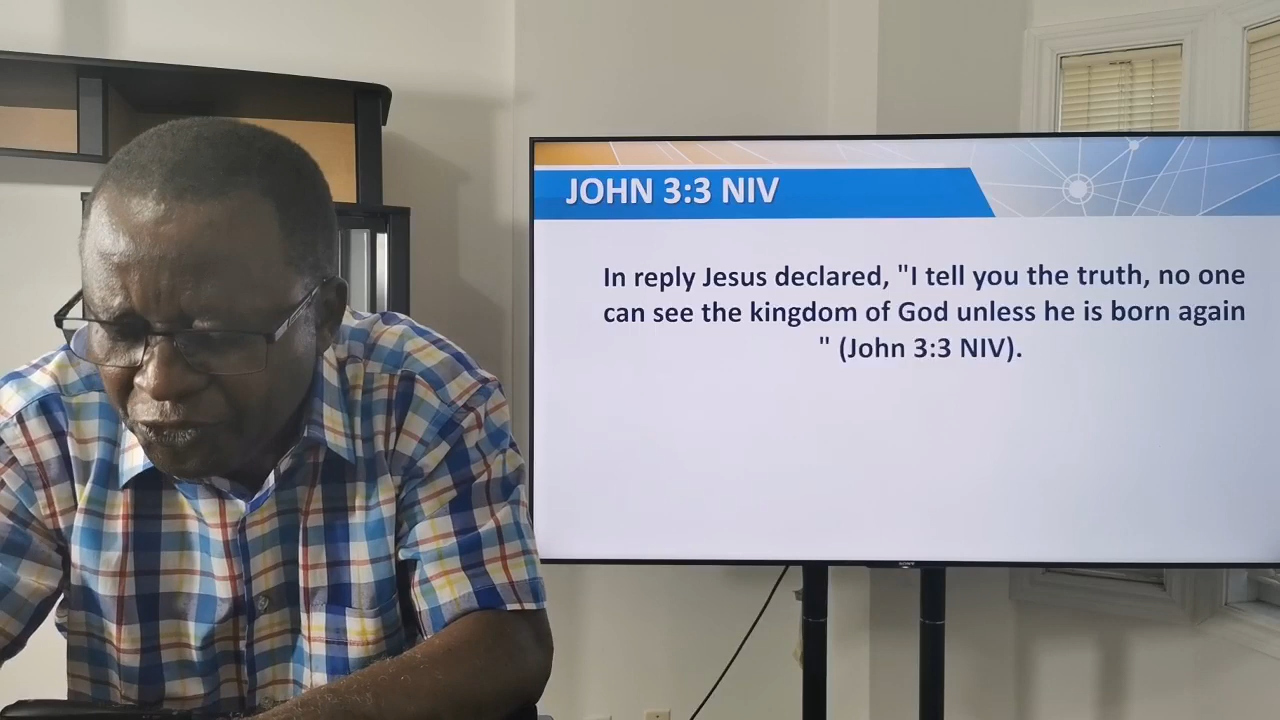 JOHN 3:3 NIV
In reply Jesus declared, "I tell you the truth, no one
can see the kingdom of God unless he is born again
" (John 3:3 NIV).
SONY